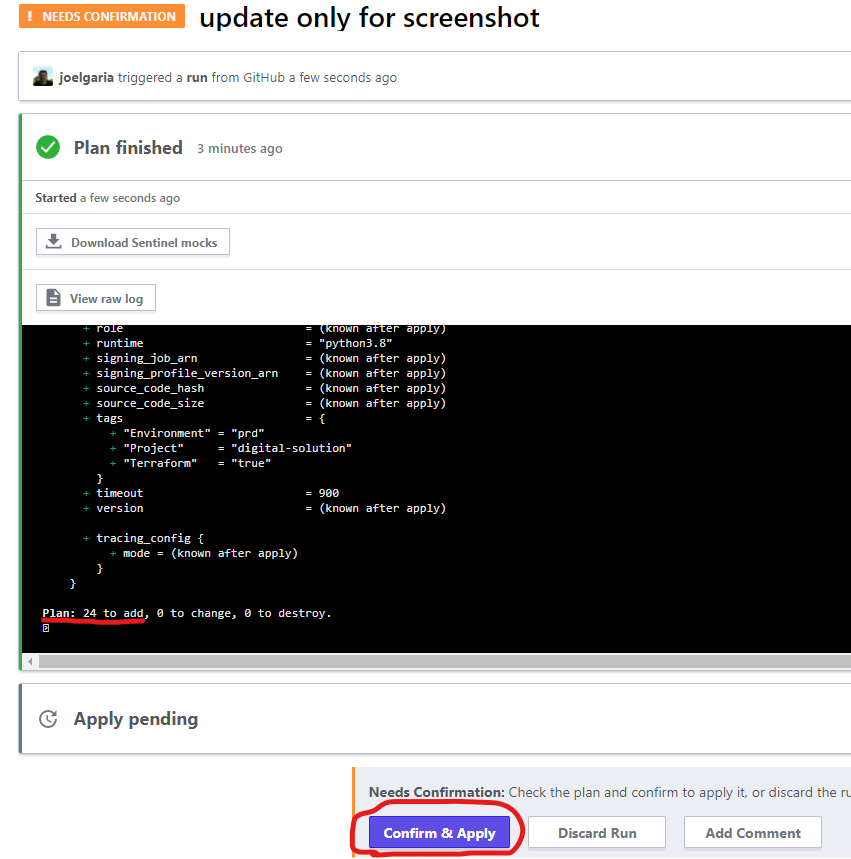 ! NEEDS CONFIRMATION update only for screenshot
joelgaria triggered a run from GitHub a few seconds ago
Plan finished 3 minutes ago
Started a few seconds ago
Download Sentinel mocks
View raw log
+ role = (known after apply)
+ runtime = "python3.8"
+ signing_job_arn = (known after apply)
+ signing_profile_version_arn = (known after apply)
+ source_code_hash = (known after apply)
+ source_code_size = (known after apply)
+ tags = {
+ "Environment" = "prd"
+ "Project" = "digital-solution"
+ "Terraform" = "true"
}
+ timeout = 900
+ version = (known after apply)
+ tracing_config {
+ mode = (known after apply)
}
}
Plan: 24 to add, 0 to change, 0 to destroy.
Apply pending
Needs Confirmation: Check the plan and confirm to apply it, or discard the ru
Confirm & Apply Discard Run Add Comment